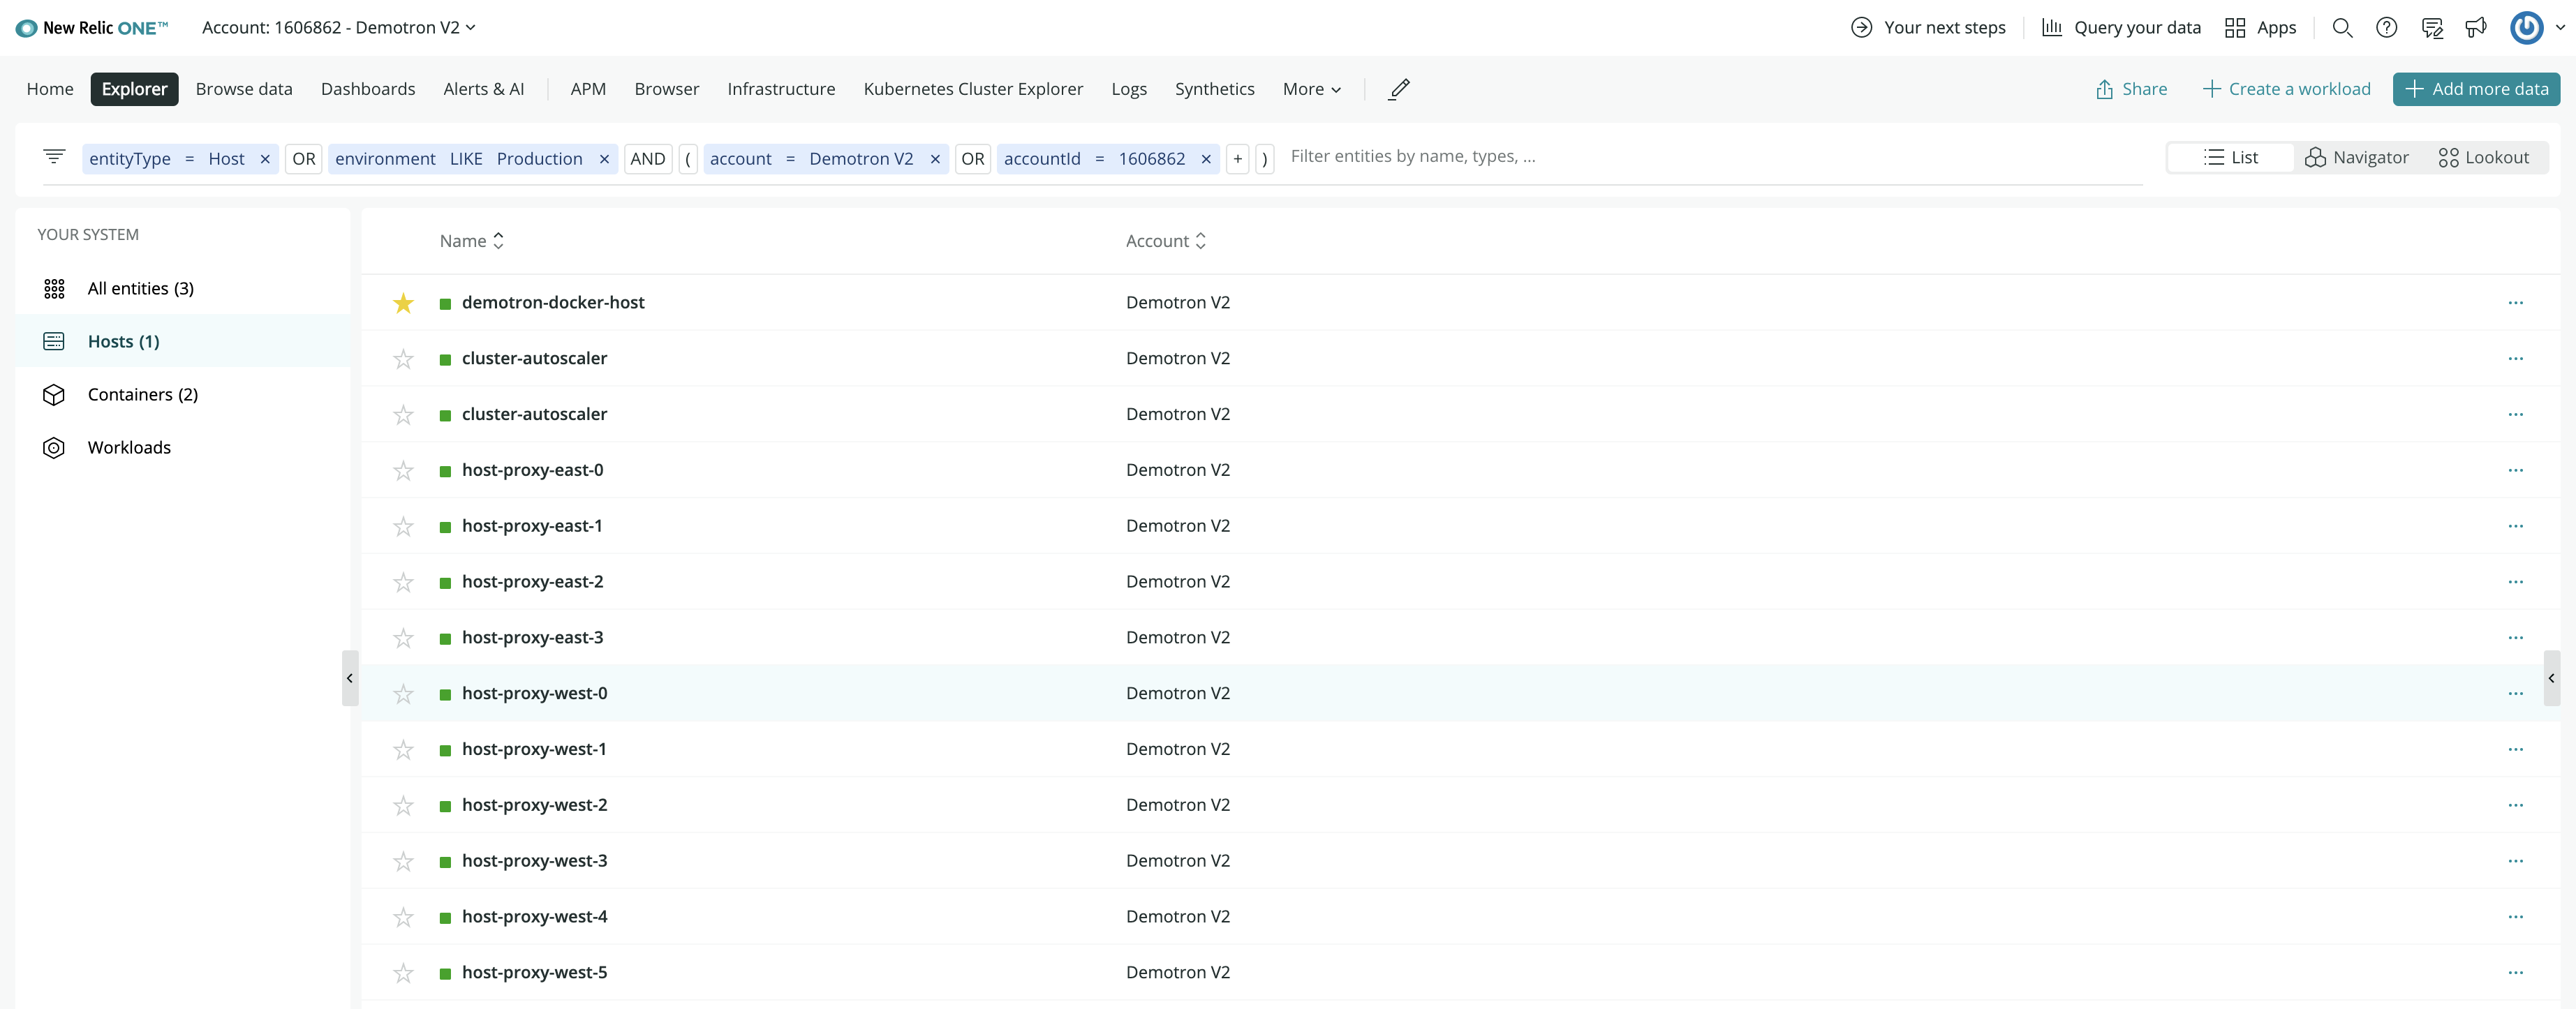 New Relic ONE™ Account: 1606862 - Demotron V2 Your next steps Query your data Apps
Home Explorer Browse data Dashboards Alerts & AI APM Browser Infrastructure Kubernetes Cluster Explorer Logs Synthetics More Share + Create a workload + Add more data
entityType = Host × OR environment LIKE Production × AND ( account = Demotron V2 × OR accountId = 1606862 × + ) Filter entities by name, types, ... List Navigator Lookout
YOUR SYSTEM
All entities (3)
Hosts (1)
Containers (2)
Workloads
Name Account
demotron-docker-host Demotron V2 ...
cluster-autoscaler Demotron V2 ...
cluster-autoscaler Demotron V2 ...
host-proxy-east-0 Demotron V2 ...
host-proxy-east-1 Demotron V2 ...
host-proxy-east-2 Demotron V2 ...
host-proxy-east-3 Demotron V2 ...
host-proxy-west-0 Demotron V2 ...
host-proxy-west-1 Demotron V2 ...
host-proxy-west-2 Demotron V2 ...
host-proxy-west-3 Demotron V2 ...
host-proxy-west-4 Demotron V2 ...
host-proxy-west-5 Demotron V2 ...